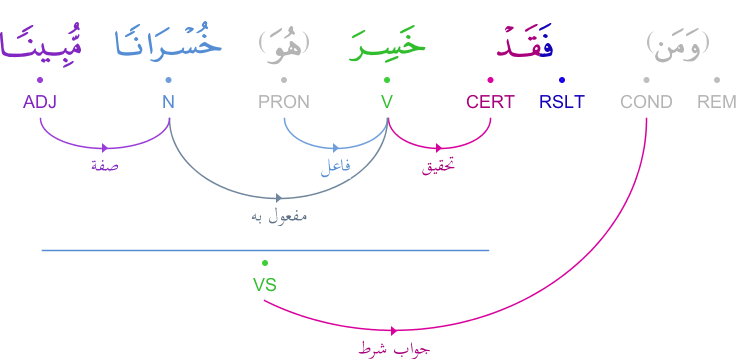 (وَمَن) فَقَدْ خَسِرَ (هُوَ) خُسْرَانًا مُّبِينًا
REM COND RSLT CERT V PRON N ADJ
تحقيق فاعل صفة
مفعول به
VS
جواب شرط